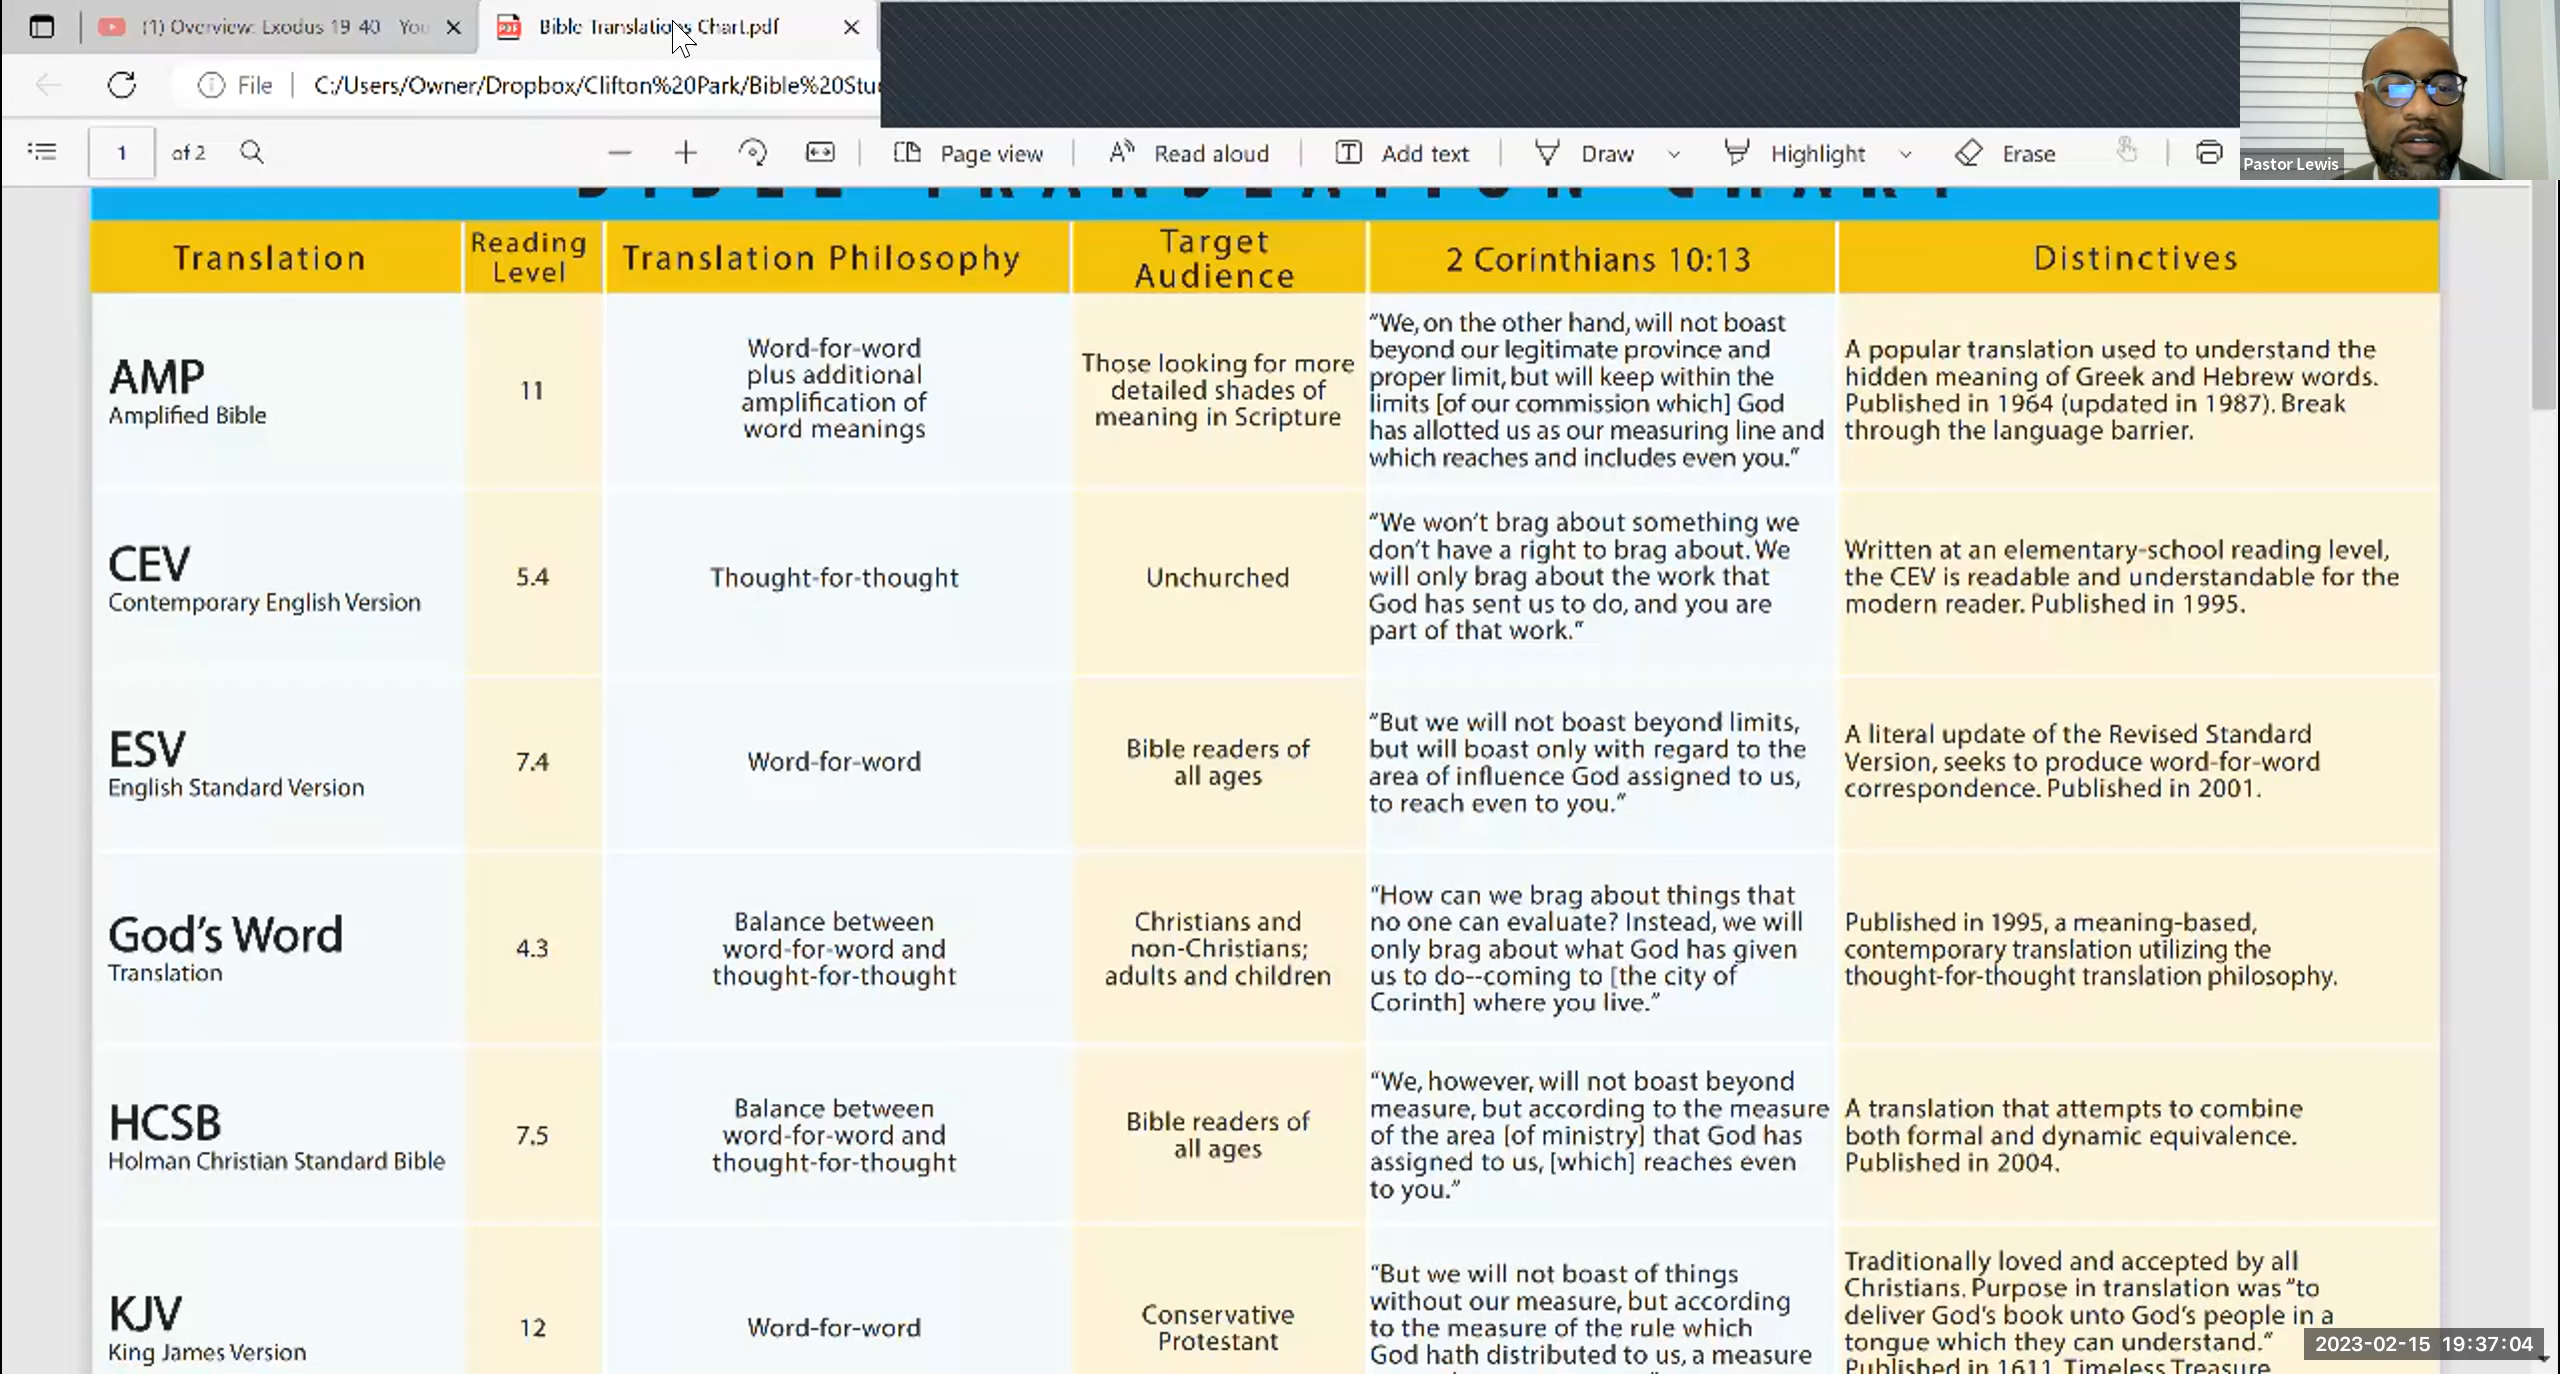 (1) Overview: Exodus 19-40 You
Bible Translations Chart.pdf
File
C:/Users/Owner/Dropbox/Clifton%20Park/Bible%20Stu
1
of 2
Page view
Read aloud
Add text
Draw
Highlight
Erase
Pastor Lewis
BIBLE TRANSLATION CHART
Translation
Reading
Level
Translation Philosophy
Target
Audience
2 Corinthians 10:13
Distinctives
AMP
Amplified Bible
11
Word-for-word
plus additional
amplification of
word meanings
Those looking for more
detailed shades of
meaning in Scripture
“We, on the other hand, will not boast
beyond our legitimate province and
proper limit, but will keep within the
limits [of our commission which] God
has allotted us as our measuring line and
which reaches and includes even you.”
A popular translation used to understand the
hidden meaning of Greek and Hebrew words.
Published in 1964 (updated in 1987). Break
through the language barrier.
CEV
Contemporary English Version
5.4
Thought-for-thought
Unchurched
“We won’t brag about something we
don’t have a right to brag about. We
will only brag about the work that
God has sent us to do, and you are
part of that work.”
Written at an elementary-school reading level,
the CEV is readable and understandable for the
modern reader. Published in 1995.
ESV
English Standard Version
7.4
Word-for-word
Bible readers of
all ages
“But we will not boast beyond limits,
but will boast only with regard to the
area of influence God assigned to us,
to reach even to you.”
A literal update of the Revised Standard
Version, seeks to produce word-for-word
correspondence. Published in 2001.
God’s Word
Translation
4.3
Balance between
word-for-word and
thought-for-thought
Christians and
non-Christians;
adults and children
“How can we brag about things that
no one can evaluate? Instead, we will
only brag about what God has given
us to do--coming to [the city of
Corinth] where you live.”
Published in 1995, a meaning-based,
contemporary translation utilizing the
thought-for-thought translation philosophy.
HCSB
Holman Christian Standard Bible
7.5
Balance between
word-for-word and
thought-for-thought
Bible readers of
all ages
“We, however, will not boast beyond
measure, but according to the measure
of the area [of ministry] that God has
assigned to us, [which] reaches even
to you.”
A translation that attempts to combine
both formal and dynamic equivalence.
Published in 2004.
KJV
King James Version
12
Word-for-word
Conservative
Protestant
“But we will not boast of things
without our measure, but according
to the measure of the rule which
God hath distributed to us, a measure
Traditionally loved and accepted by all
Christians. Purpose in translation was “to
deliver God’s book unto God’s people in a
tongue which they can understand.”
Published in 1611. Timeless Treasure
2023-02-15 19:37:04